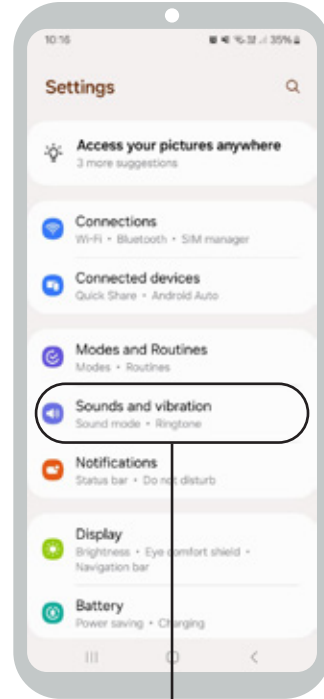 10:16
35%
Settings
Access your pictures anywhere
3 more suggestions
Connections
Wi-Fi • Bluetooth • SIM manager
Connected devices
Quick Share • Android Auto
Modes and Routines
Modes • Routines
Sounds and vibration
Sound mode • Ringtone
Notifications
Status bar • Do not disturb
Display
Brightness • Eye comfort shield •
Navigation bar
Battery
Power saving • Charging